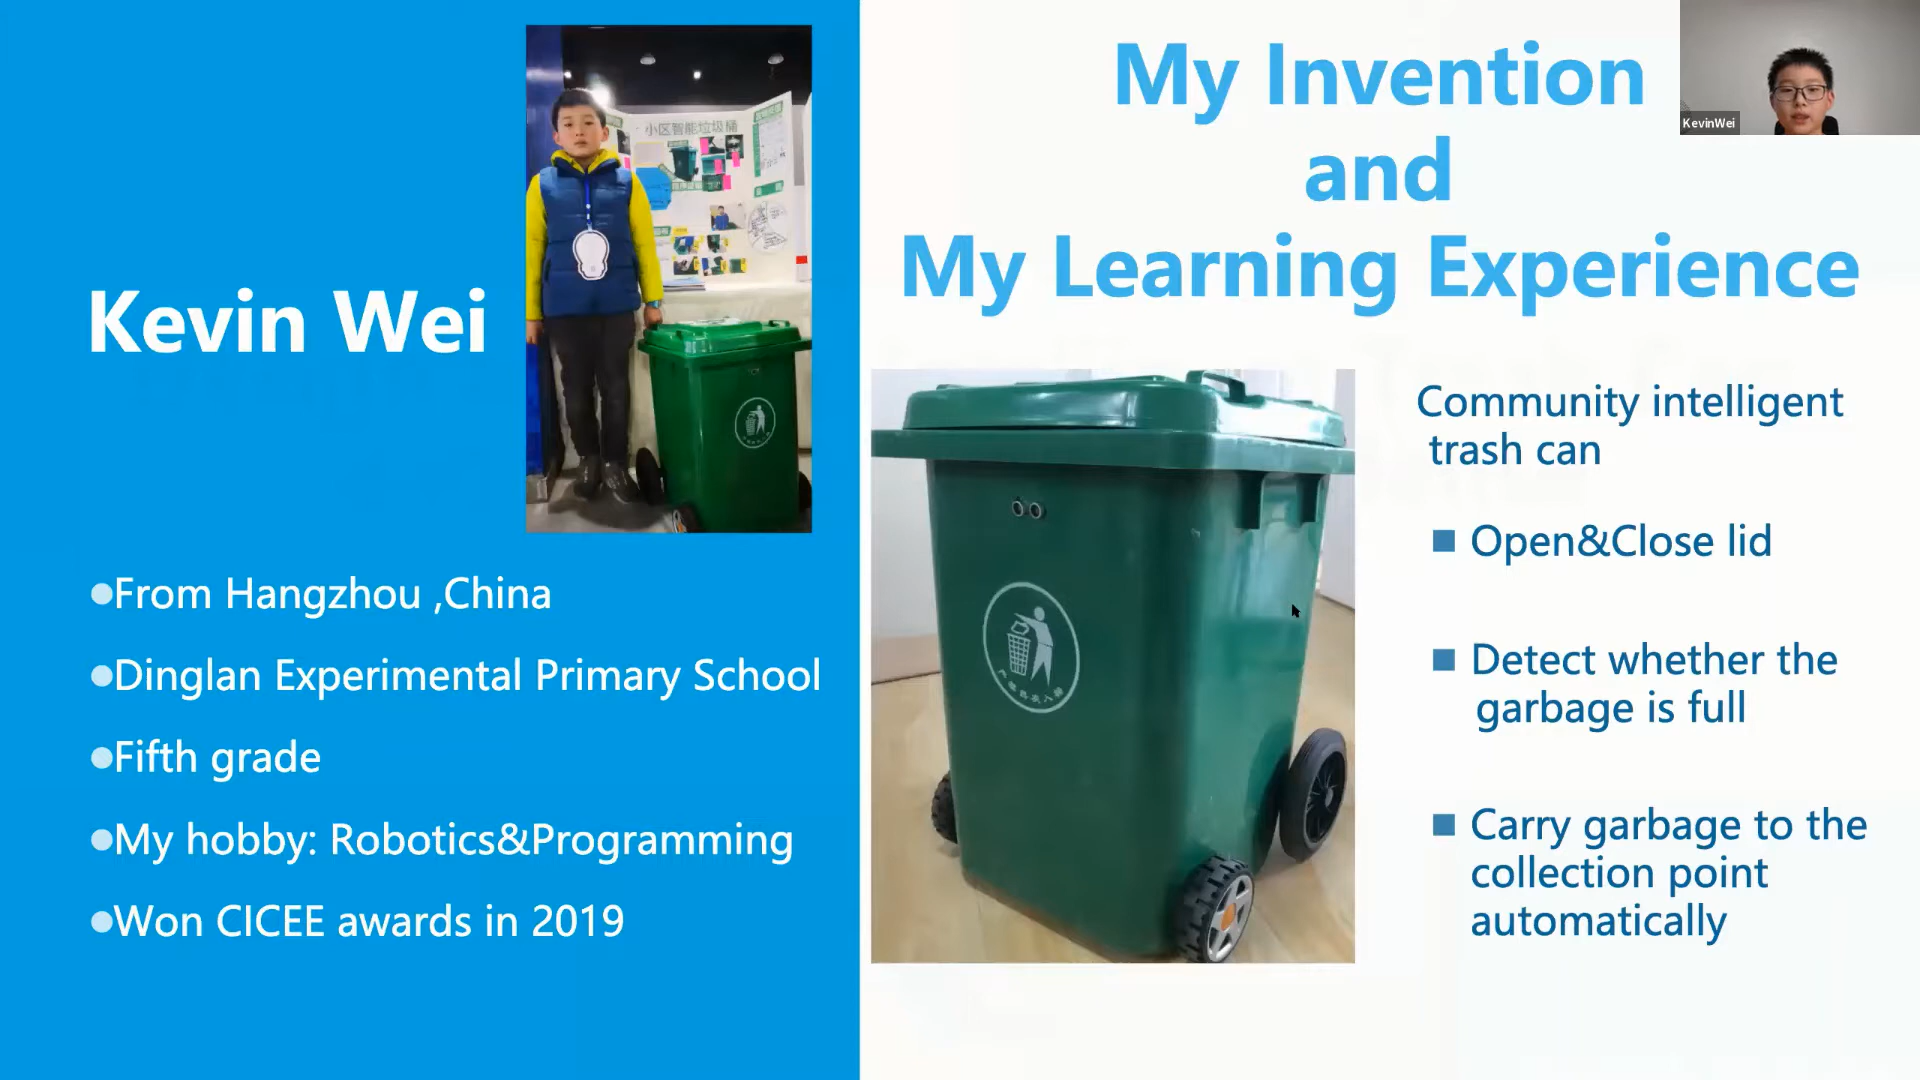 Kevin Wei
小区智能垃圾桶
●From Hangzhou ,China
●Dinglan Experimental Primary School
●Fifth grade
●My hobby: Robotics&Programming
●Won CICEE awards in 2019
My Invention
and
My Learning Experience
KevinWei
Community intelligent
trash can
■ Open&Close lid
■ Detect whether the
garbage is full
■ Carry garbage to the
collection point
automatically